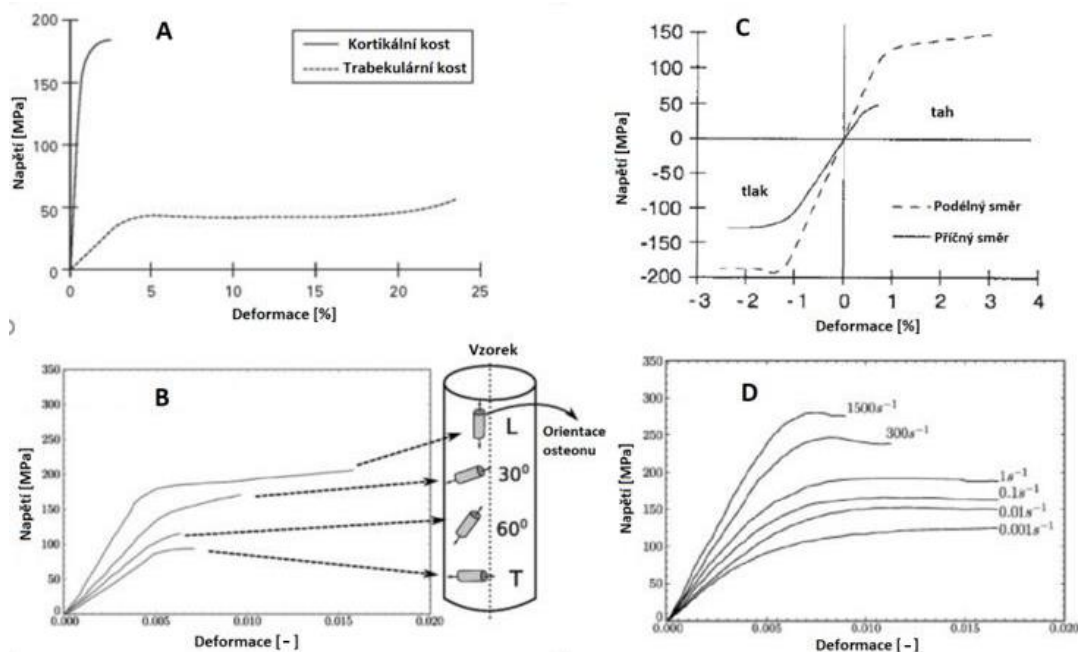 A
200
150
100
50
0
Napětí [MPa]
Kortikální kost
Trabekulární kost
0 5 10 15 20 25
Deformace [%]
C
150
100
50
0
-50
-100
-150
-200
Napětí [MPa]
tah
tlak
Podélný směr
Příčný směr
-3 -2 -1 0 1 2 3 4
Deformace [%]
B
350
300
250
200
150
100
50
0
Napětí [MPa]
0.000 0.005 0.010 0.015 0.020
Deformace [-]
Vzorek
L
Orientace
osteonu
30⁰
60⁰
T
D
350
300
250
200
150
100
50
0
Napětí [MPa]
1500s⁻¹
300s⁻¹
1s⁻¹
0.1s⁻¹
0.01s⁻¹
0.001s⁻¹
0.000 0.005 0.010 0.015 0.020
Deformace [-]